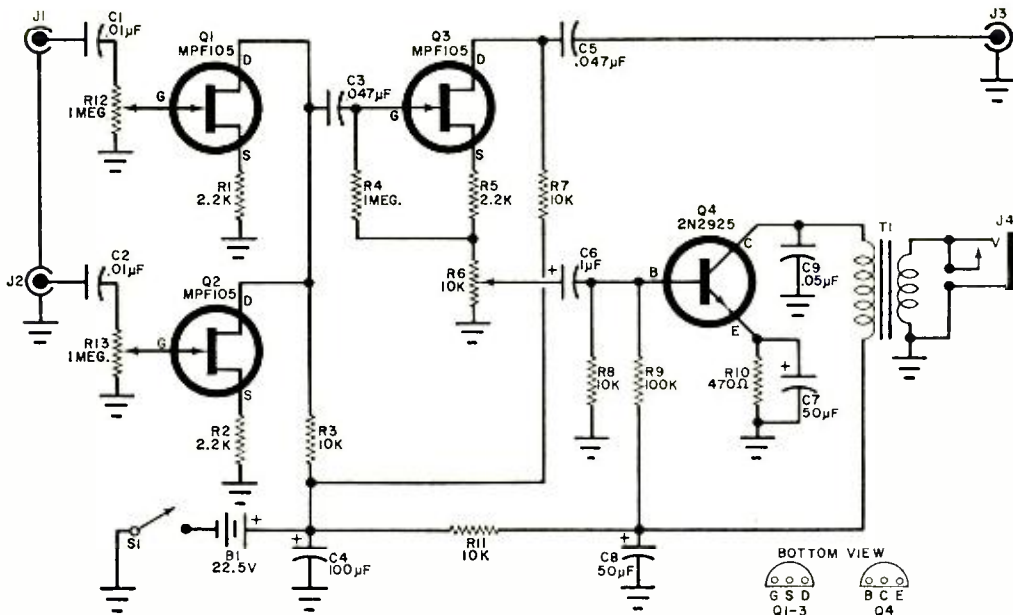 J1
C1
.01µF
Q1
MPF105
D
G
S
R12
1MEG.
R1
2.2K
C3
.047µF
Q3
MPF105
D
G
S
C5
.047µF
J3
R4
1MEG.
R5
2.2K
R7
10K
J2
C2
.01µF
Q2
MPF105
D
G
S
R13
1MEG.
R2
2.2K
R3
10K
R6
10K
+
C6
1µF
Q4
2N2925
B
C
E
C9
.05µF
T1
J4
R8
10K
R9
100K
R10
470Ω
+
C7
50µF
S1
+
B1
22.5V
+
C4
100µF
R11
10K
+
C8
50µF
BOTTOM VIEW
G S D
Q1-3
B C E
Q4